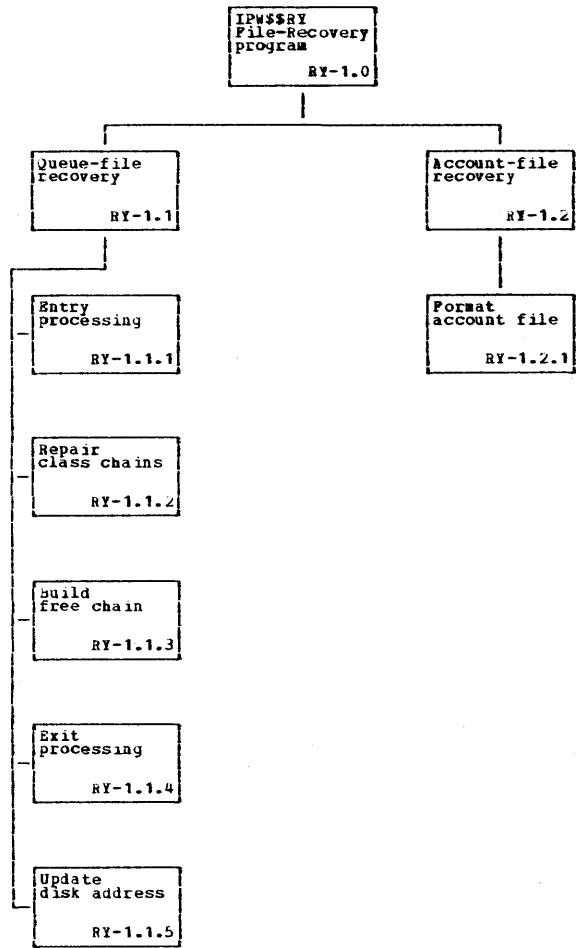 IPW$$RY
File-Recovery
program
RY-1.0
Queue-file
recovery
RY-1.1
Account-file
recovery
RY-1.2
Entry
processing
RY-1.1.1
Format
account file
RY-1.2.1
Repair
class chains
RY-1.1.2
Build
free chain
RY-1.1.3
Exit
processing
RY-1.1.4
Update
disk address
RY-1.1.5